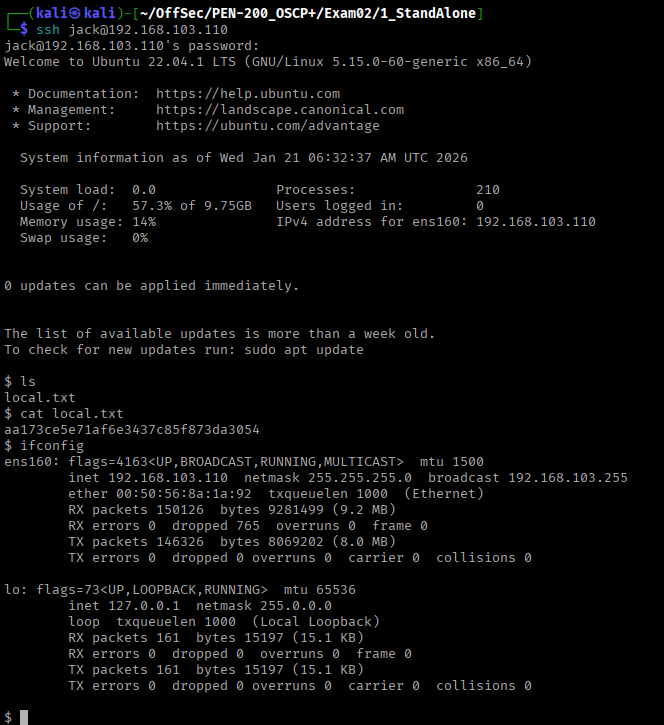 ┌──(kali㉿kali)-[~/OffSec/PEN-200_OSCP+/Exam02/1_StandAlone]
└─$ ssh jack@192.168.103.110
jack@192.168.103.110's password:
Welcome to Ubuntu 22.04.1 LTS (GNU/Linux 5.15.0-60-generic x86_64)

 * Documentation:  https://help.ubuntu.com
 * Management:     https://landscape.canonical.com
 * Support:        https://ubuntu.com/advantage

  System information as of Wed Jan 21 06:32:37 AM UTC 2026

  System load:  0.0               Processes:              210
  Usage of /:   57.3% of 9.75GB   Users logged in:        0
  Memory usage: 14%               IPv4 address for ens160: 192.168.103.110
  Swap usage:   0%


0 updates can be applied immediately.


The list of available updates is more than a week old.
To check for new updates run: sudo apt update

$ ls
local.txt
$ cat local.txt
aa173ce5e71af6e3437c85f873da3054
$ ifconfig
ens160: flags=4163<UP,BROADCAST,RUNNING,MULTICAST>  mtu 1500
        inet 192.168.103.110  netmask 255.255.255.0  broadcast 192.168.103.255
        ether 00:50:56:8a:1a:92  txqueuelen 1000  (Ethernet)
        RX packets 150126  bytes 9281499 (9.2 MB)
        RX errors 0  dropped 765  overruns 0  frame 0
        TX packets 146326  bytes 8069202 (8.0 MB)
        TX errors 0  dropped 0 overruns 0  carrier 0  collisions 0

lo: flags=73<UP,LOOPBACK,RUNNING>  mtu 65536
        inet 127.0.0.1  netmask 255.0.0.0
        loop  txqueuelen 1000  (Local Loopback)
        RX packets 161  bytes 15197 (15.1 KB)
        RX errors 0  dropped 0  overruns 0  frame 0
        TX packets 161  bytes 15197 (15.1 KB)
        TX errors 0  dropped 0 overruns 0  carrier 0  collisions 0

$